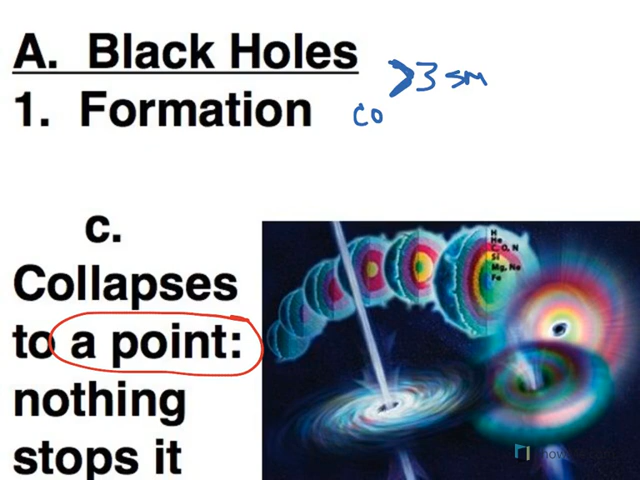 A. Black Holes
>3 SM
1. Formation
CO
c.
Collapses
to a point:
nothing
stops it
H
He
C, O, N
Si
Mg, Ne
Fe